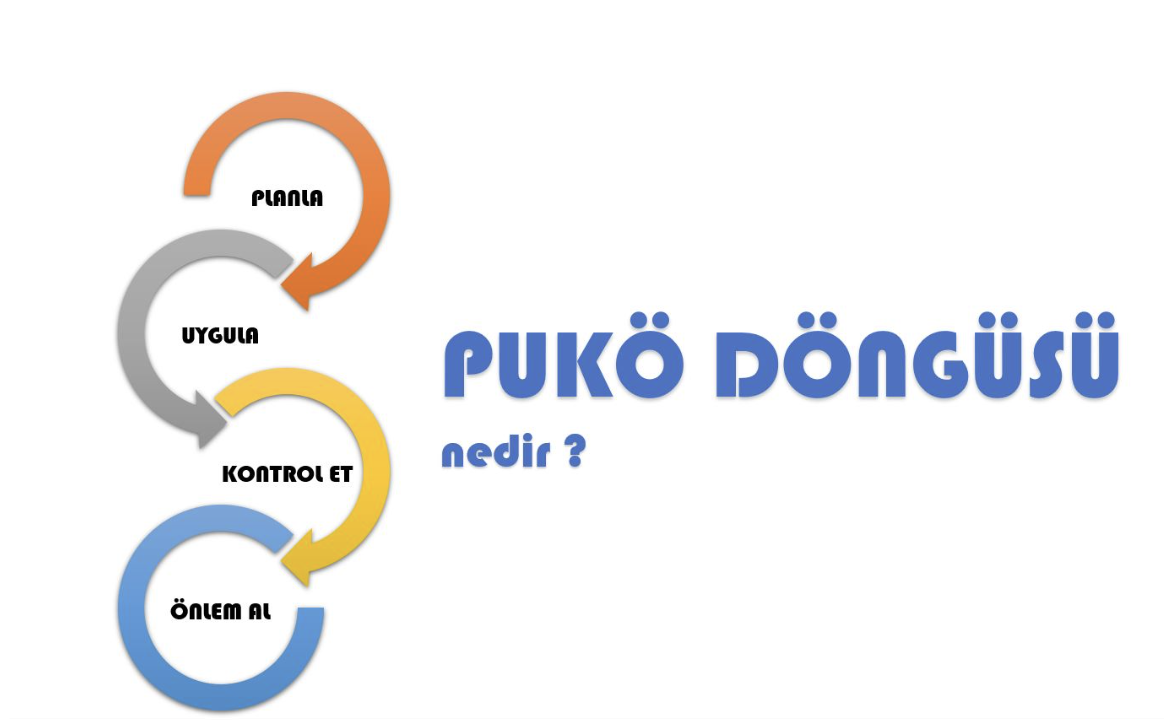 PLANLA
UYGULA
KONTROL ET
ÖNLEM AL
PUKÖ DÖNGÜSÜ
nedir ?